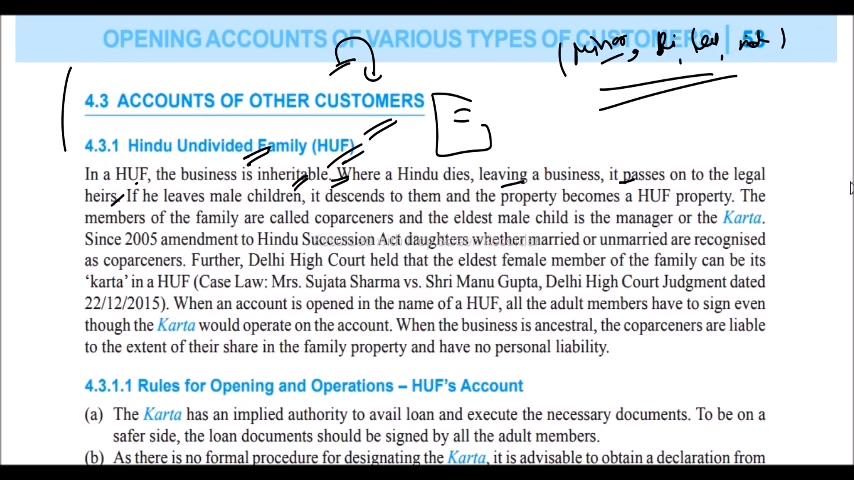 OPENING ACCOUNTS OF VARIOUS TYPES OF CUSTOMERS | 53
(Minor,
4.3 ACCOUNTS OF OTHER CUSTOMERS
4.3.1 Hindu Undivided Family (HUF)
In a HUF, the business is inheritable. Where a Hindu dies, leaving a business, it passes on to the legal
heirs. If he leaves male children, it descends to them and the property becomes a HUF property. The
members of the family are called coparceners and the eldest male child is the manager or the Karta.
Since 2005 amendment to Hindu Succession Act daughters whether married or unmarried are recognised
as coparceners. Further, Delhi High Court held that the eldest female member of the family can be its
‘karta’ in a HUF (Case Law: Mrs. Sujata Sharma vs. Shri Manu Gupta, Delhi High Court Judgment dated
22/12/2015). When an account is opened in the name of a HUF, all the adult members have to sign even
though the Karta would operate on the account. When the business is ancestral, the coparceners are liable
to the extent of their share in the family property and have no personal liability.
4.3.1.1 Rules for Opening and Operations – HUF’s Account
(a) The Karta has an implied authority to avail loan and execute the necessary documents. To be on a
safer side, the loan documents should be signed by all the adult members.
(b) As there is no formal procedure for designating the Karta, it is advisable to obtain a declaration from